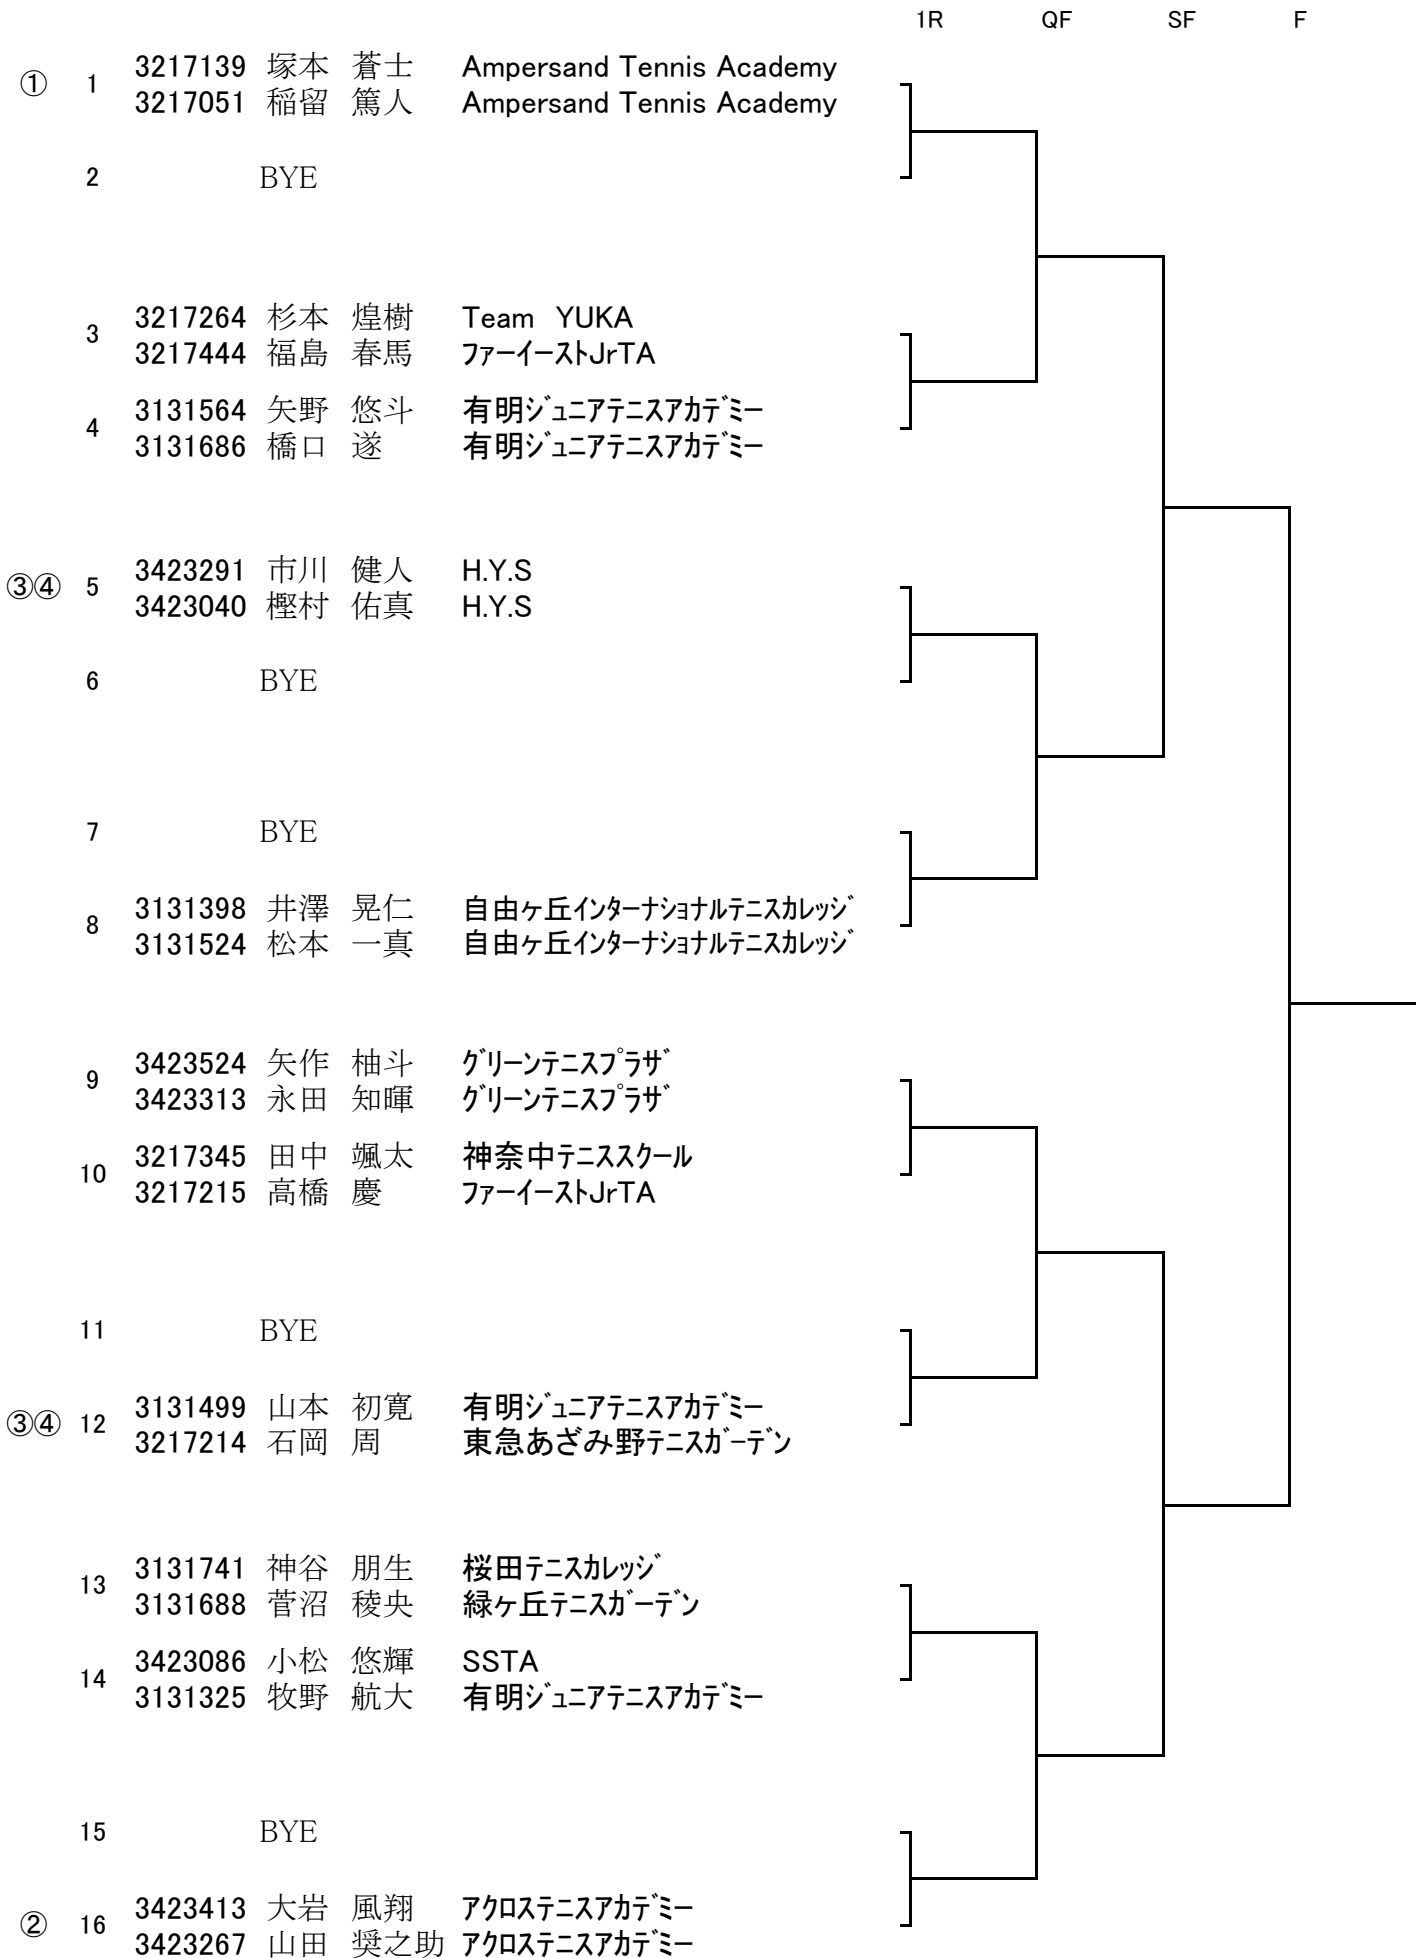 1R QF SF F
3217139 塚本 蒼士 Ampersand Tennis Academy
① 1
3217051 稲留 篤人 Ampersand Tennis Academy
2 BYE
3217264 杉本 煌樹 Team YUKA
3
3217444 福島 春馬 ﾌｧｰｲｰｽﾄJrTA
3131564 矢野 悠斗 有明ｼﾞｭﾆｱﾃﾆｽｱｶﾃﾞﾐｰ
4
3131686 橋口 遂 有明ｼﾞｭﾆｱﾃﾆｽｱｶﾃﾞﾐｰ
3423291 市川 健人 H.Y.S
③④ 5
3423040 樫村 佑真 H.Y.S
6 BYE
7 BYE
3131398 井澤 晃仁 自由ヶ丘ｲﾝﾀｰﾅｼｮﾅﾙﾃﾆｽｶﾚｯｼﾞ
8
3131524 松本 一真 自由ヶ丘ｲﾝﾀｰﾅｼｮﾅﾙﾃﾆｽｶﾚｯｼﾞ
3423524 矢作 柚斗 ｸﾞﾘｰﾝﾃﾆｽﾌﾟﾗｻﾞ
9
3423313 永田 知暉 ｸﾞﾘｰﾝﾃﾆｽﾌﾟﾗｻﾞ
3217345 田中 颯太 神奈中ﾃﾆｽｽｸｰﾙ
10
3217215 高橋 慶 ﾌｧｰｲｰｽﾄJrTA
11 BYE
3131499 山本 初寛 有明ｼﾞｭﾆｱﾃﾆｽｱｶﾃﾞﾐｰ
③④ 12
3217214 石岡 周 東急あざみ野ﾃﾆｽｶﾞｰﾃﾞﾝ
3131741 神谷 朋生 桜田ﾃﾆｽｶﾚｯｼﾞ
13
3131688 菅沼 稜央 緑ヶ丘ﾃﾆｽｶﾞｰﾃﾞﾝ
3423086 小松 悠輝 SSTA
14
3131325 牧野 航大 有明ｼﾞｭﾆｱﾃﾆｽｱｶﾃﾞﾐｰ
15 BYE
3423413 大岩 風翔 ｱｸﾛｽﾃﾆｽｱｶﾃﾞﾐｰ
② 16
3423267 山田 奨之助 ｱｸﾛｽﾃﾆｽｱｶﾃﾞﾐｰ